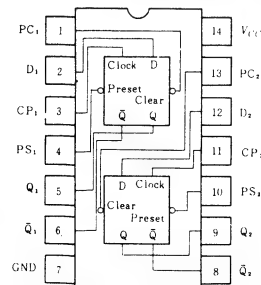 PC₁ 1 14 VCC
Clock D
D₁ 2 13 PC₂
Preset
Clear
CP₁ 3 12 D₂
Q̄ Q
PS₁ 4 11 CP₂
D Clock
Q₁ 5 10 PS₂
Clear
Preset
Q̄₁ 6 9 Q₂
Q Q̄
GND 7 8 Q̄₂